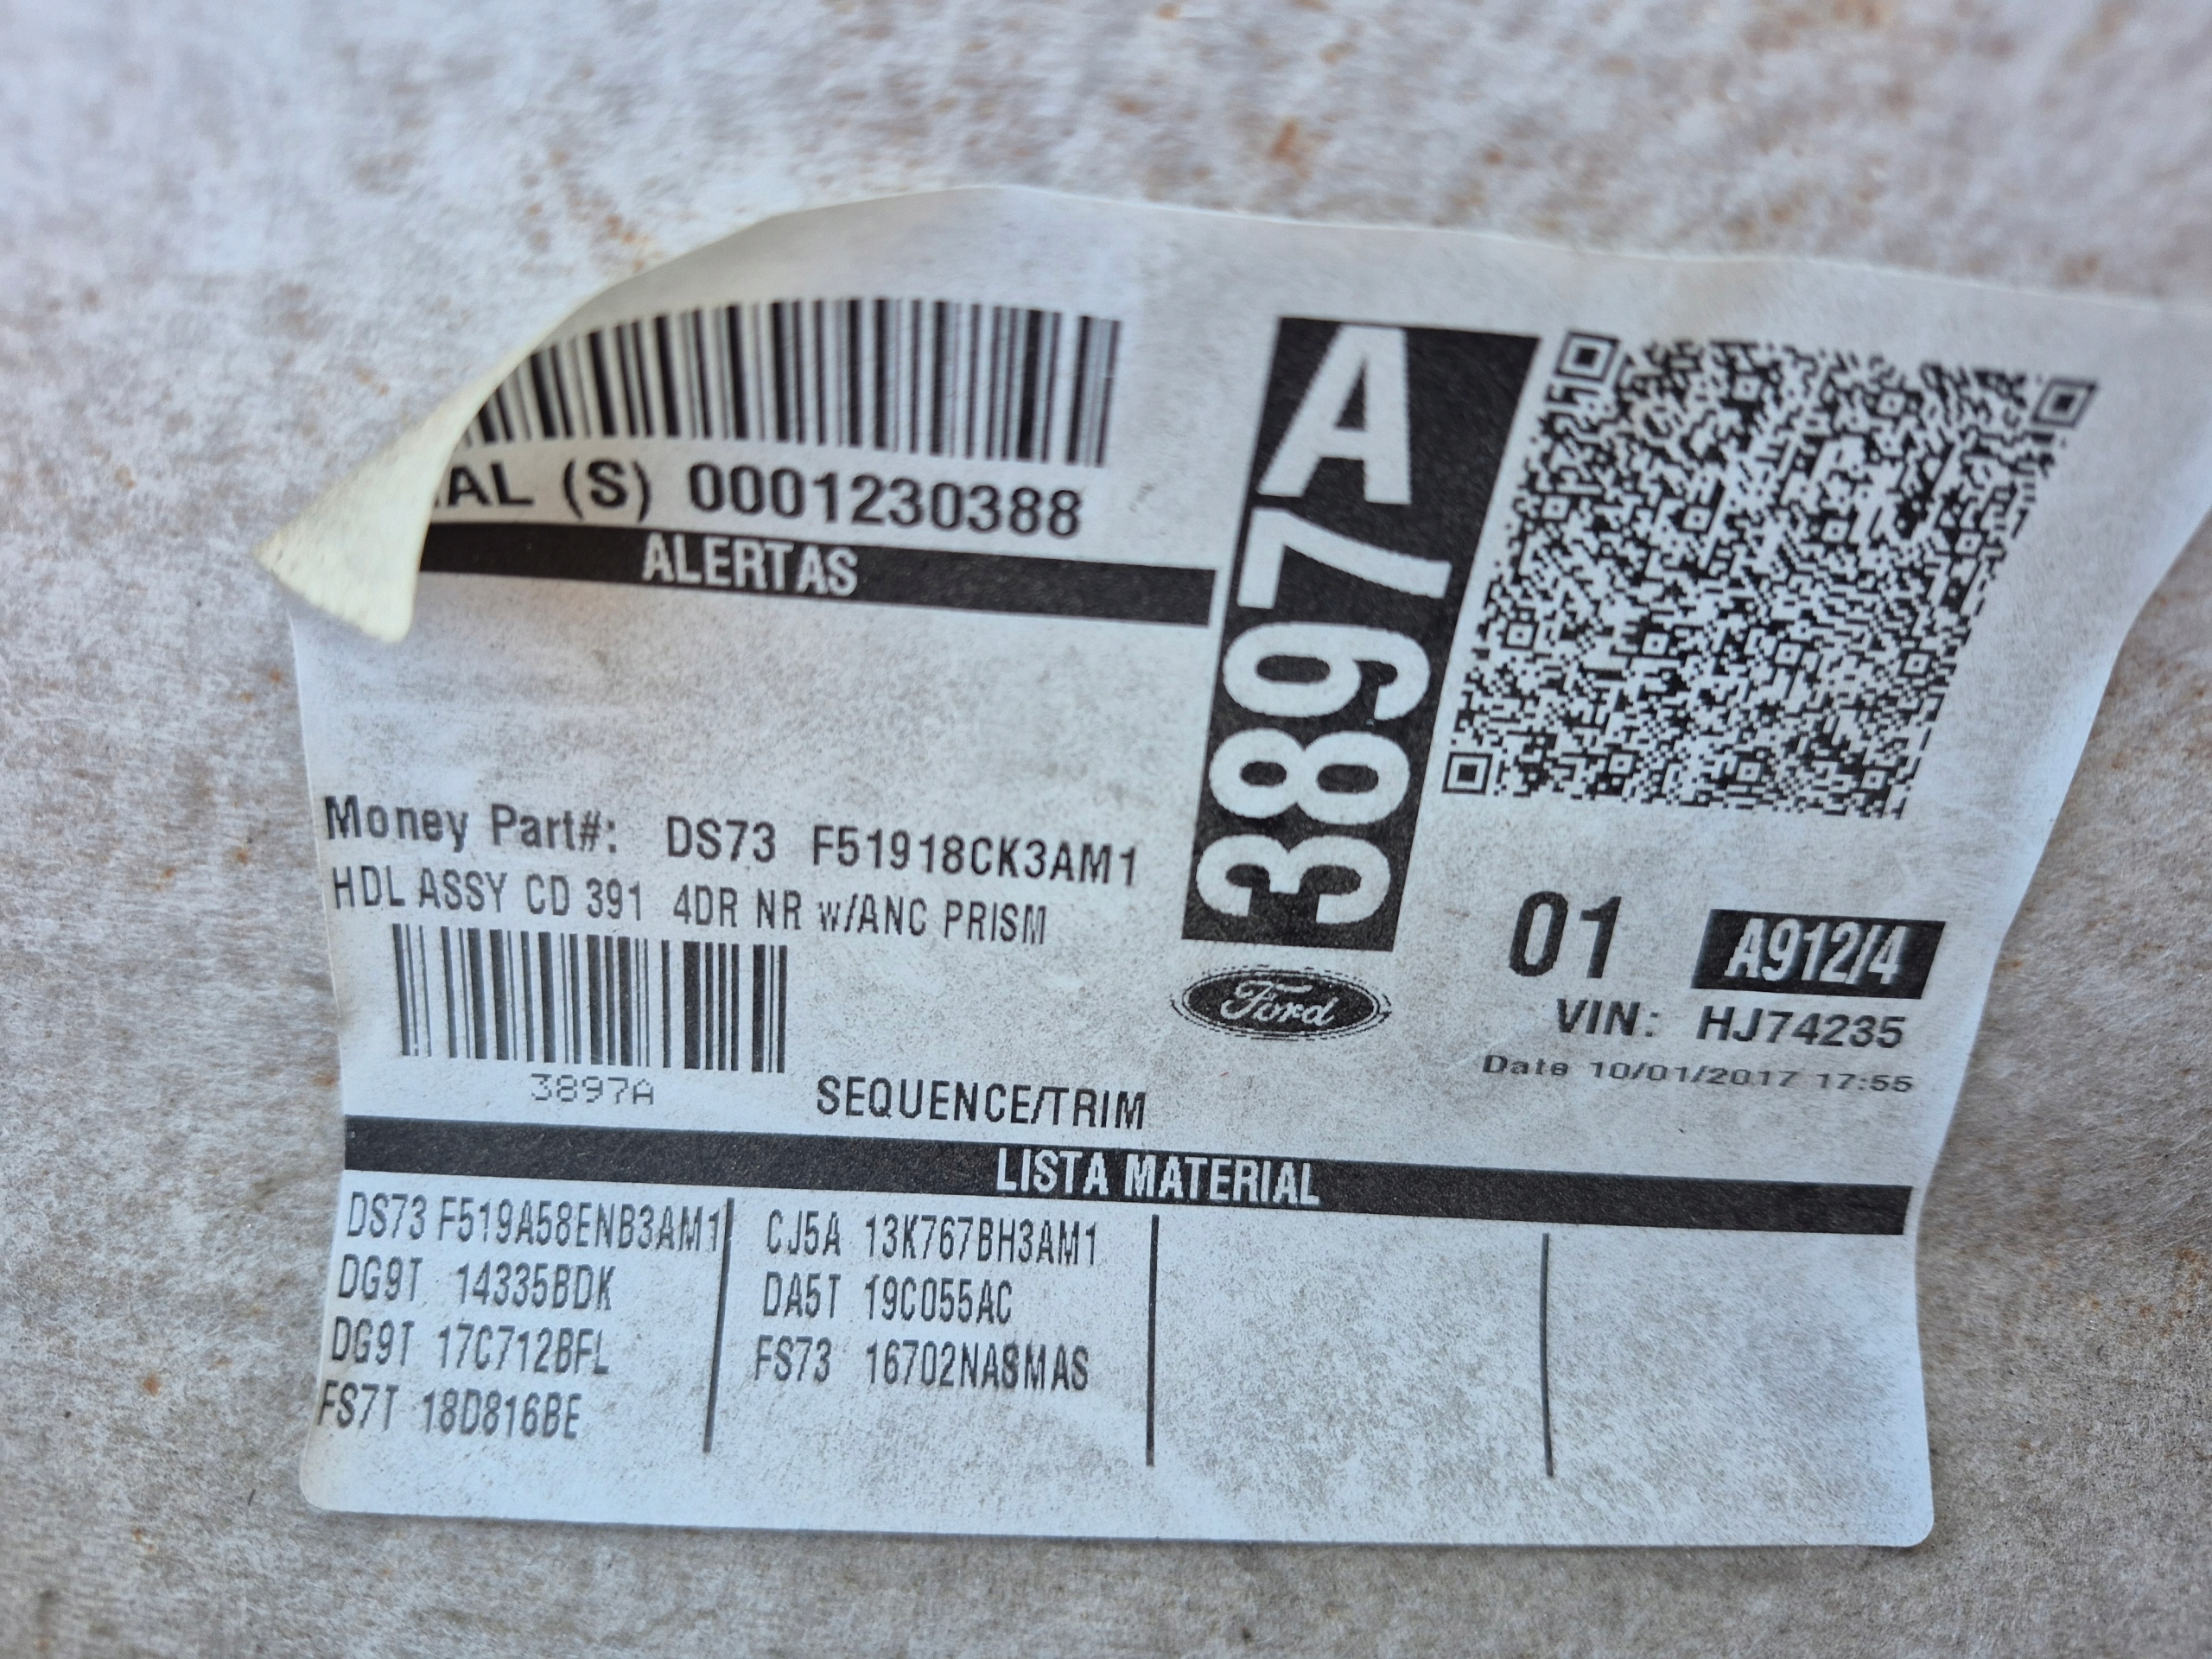 (S) 0001230388
ALERTAS
3897A
Money Part#: DS73 F51918CK3AM1
HDL ASSY CD 391 4DR NR w/ANC PRISM
3897A
Ford
01 A912/4
VIN: HJ74235
Date 10/01/2017 17:55
SEQUENCE/TRIM
LISTA MATERIAL
DS73 F519A58ENB3AM1
DG9T 14335BDK
DG9T 17C712BFL
FS7T 18D816BE
CJ5A 13K767BH3AM1
DA5T 19C055AC
FS73 16702NASMAS